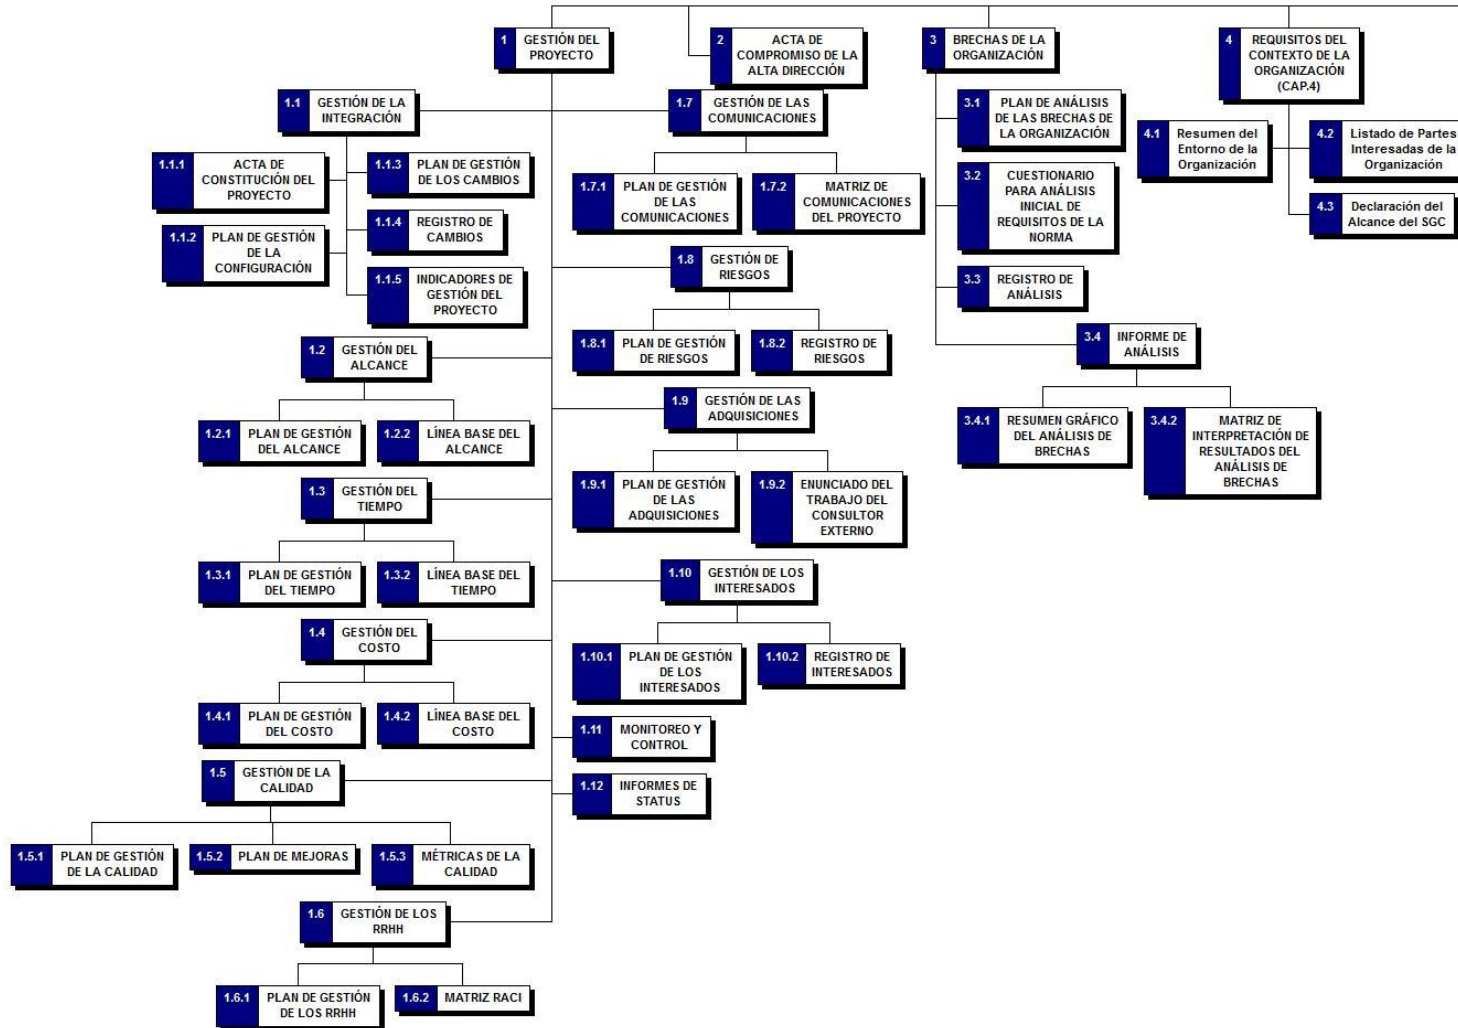 1 GESTIÓN DEL
PROYECTO
1.1 GESTIÓN DE LA
INTEGRACIÓN
1.1.1 ACTA DE
CONSTITUCIÓN DEL
PROYECTO
1.1.2 PLAN DE GESTIÓN
DE LA
CONFIGURACIÓN
1.1.3 PLAN DE GESTIÓN
DE LOS CAMBIOS
1.1.4 REGISTRO DE
CAMBIOS
1.1.5 INDICADORES DE
GESTIÓN DEL
PROYECTO
1.2 GESTIÓN DEL
ALCANCE
1.2.1 PLAN DE GESTIÓN
DEL ALCANCE
1.2.2 LÍNEA BASE DEL
ALCANCE
1.3 GESTIÓN DEL
TIEMPO
1.3.1 PLAN DE GESTIÓN
DEL TIEMPO
1.3.2 LÍNEA BASE DEL
TIEMPO
1.4 GESTIÓN DEL
COSTO
1.4.1 PLAN DE GESTIÓN
DEL COSTO
1.4.2 LÍNEA BASE DEL
COSTO
1.5 GESTIÓN DE LA
CALIDAD
1.5.1 PLAN DE GESTIÓN
DE LA CALIDAD
1.5.2 PLAN DE MEJORAS
1.5.3 MÉTRICAS DE LA
CALIDAD
1.6 GESTIÓN DE LOS
RRHH
1.6.1 PLAN DE GESTIÓN
DE LOS RRHH
1.6.2 MATRIZ RACI
1.7 GESTIÓN DE LAS
COMUNICACIONES
1.7.1 PLAN DE GESTIÓN
DE LAS
COMUNICACIONES
1.7.2 MATRIZ DE
COMUNICACIONES
DEL PROYECTO
1.8 GESTIÓN DE
RIESGOS
1.8.1 PLAN DE GESTIÓN
DE RIESGOS
1.8.2 REGISTRO DE
RIESGOS
1.9 GESTIÓN DE LAS
ADQUISICIONES
1.9.1 PLAN DE GESTIÓN
DE LAS
ADQUISICIONES
1.9.2 ENUNCIADO DEL
TRABAJO DEL
CONSULTOR
EXTERNO
1.10 GESTIÓN DE LOS
INTERESADOS
1.10.1 PLAN DE GESTIÓN
DE LOS
INTERESADOS
1.10.2 REGISTRO DE
INTERESADOS
1.11 MONITOREO Y
CONTROL
1.12 INFORMES DE
STATUS
2 ACTA DE
COMPROMISO DE LA
ALTA DIRECCIÓN
3 BRECHAS DE LA
ORGANIZACIÓN
3.1 PLAN DE ANÁLISIS
DE LAS BRECHAS DE
LA ORGANIZACIÓN
3.2 CUESTIONARIO
PARA ANÁLISIS
INICIAL DE
REQUISITOS DE LA
NORMA
3.3 REGISTRO DE
ANÁLISIS
3.4 INFORME DE
ANÁLISIS
3.4.1 RESUMEN GRÁFICO
DEL ANÁLISIS DE
BRECHAS
3.4.2 MATRIZ DE
INTERPRETACIÓN DE
RESULTADOS DEL
ANÁLISIS DE
BRECHAS
4 REQUISITOS DEL
CONTEXTO DE LA
ORGANIZACIÓN
(CAP.4)
4.1 Resumen del
Entorno de la
Organización
4.2 Listado de Partes
Interesadas de la
Organización
4.3 Declaración del
Alcance del SGC